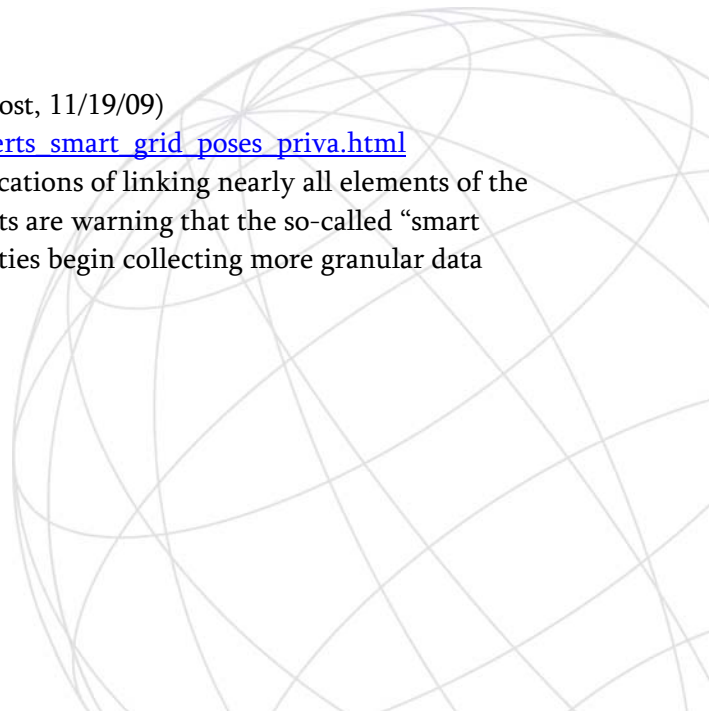 ost, 11/19/09)
erts_smart_grid_poses_priva.html
cations of linking nearly all elements of the
ts are warning that the so-called “smart
ties begin collecting more granular data